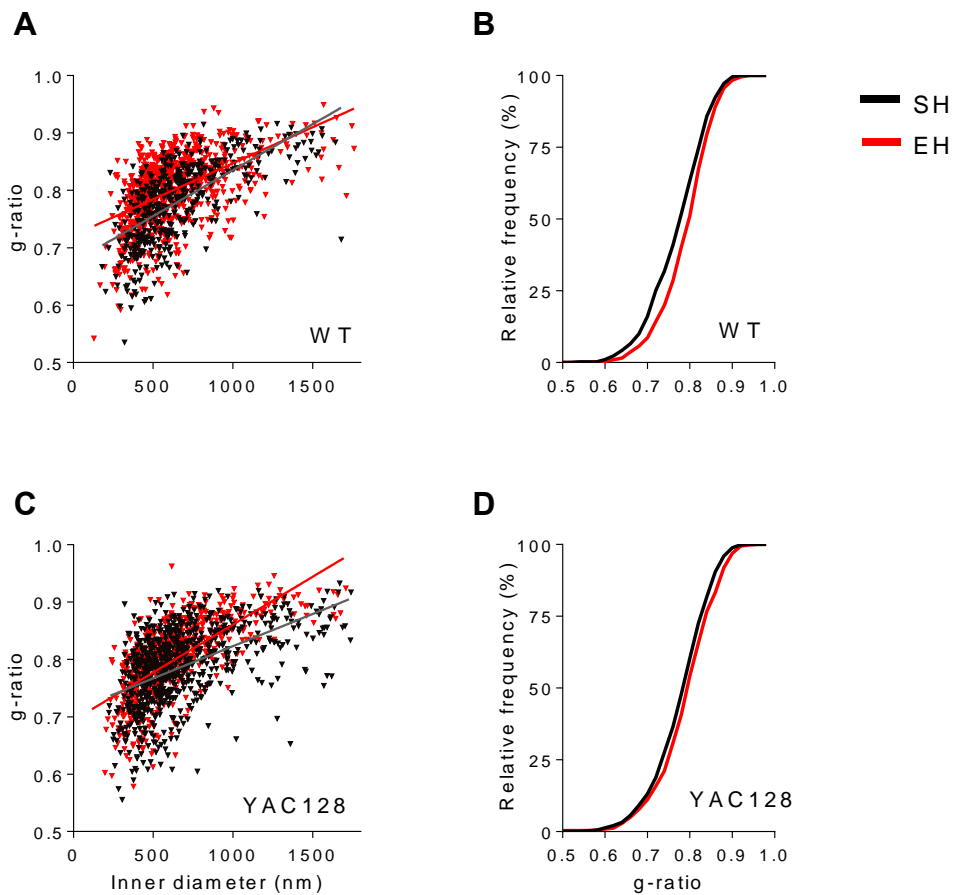 A
g-ratio
1.0
0.9
0.8
0.7
0.6
0.5
0
500
1000
1500
WT
B
Relative frequency (%)
100
75
50
25
0
0.5
0.6
0.7
0.8
0.9
1.0
WT
SH
EH
C
g-ratio
1.0
0.9
0.8
0.7
0.6
0.5
0
500
1000
1500
Inner diameter (nm)
YAC128
D
Relative frequency (%)
100
75
50
25
0
0.5
0.6
0.7
0.8
0.9
1.0
g-ratio
YAC128